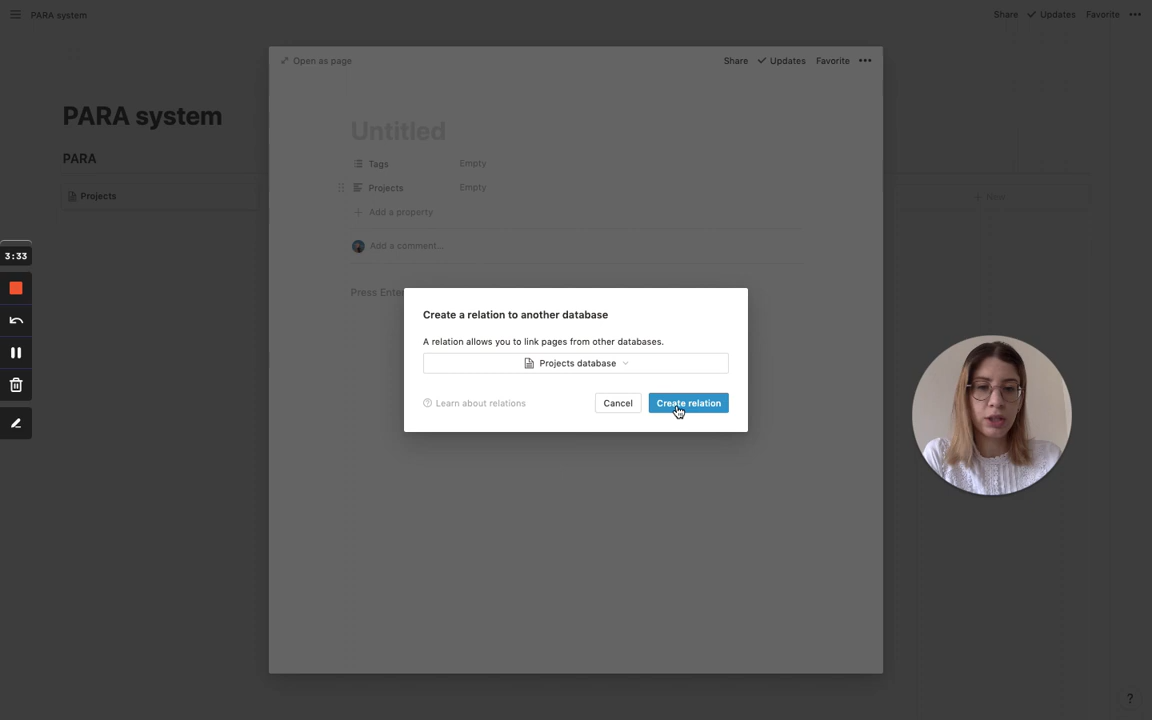 PARA system
Share
Updates
Favorite
Open as page
Share
Updates
Favorite
PARA system
Untitled
PARA
Tags
Empty
Projects
Empty
Projects
New
Add a property
Add a comment...
3:33
Press Enter
Create a relation to another database
A relation allows you to link pages from other databases.
Projects database
Learn about relations
Cancel
Create relation
?